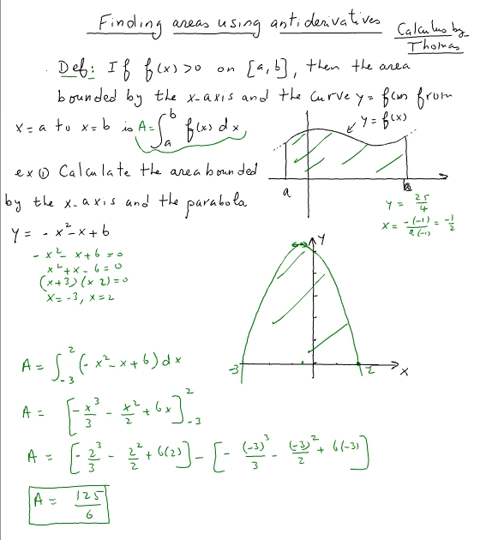 Finding areas using antiderivatives
Calculus by
Thomas
Def: If f(x)>0 on [a,b], then the area
bounded by the x-axis and the curve y=f(x) from
x=a to x=b is A=∫_a^b f(x) dx
y=f(x)
a
b
ex① Calculate the area bounded
by the x-axis and the parabola
y = -x²-x+6
y = 25/4
x = -(-1)/2(-1) = -1/2
-x²-x+6=0
x²+x-6=0
(x+3)(x-2)=0
x=-3, x=2
y
-3
2
x
A = ∫_-3^2 (-x²-x+6)dx
A = [-x³/3 - x²/2 + 6x]_-3^2
A = [-2³/3 - 2²/2 + 6(2)] - [-(-3)³/3 - (-3)²/2 + 6(-3)]
A = 125/6